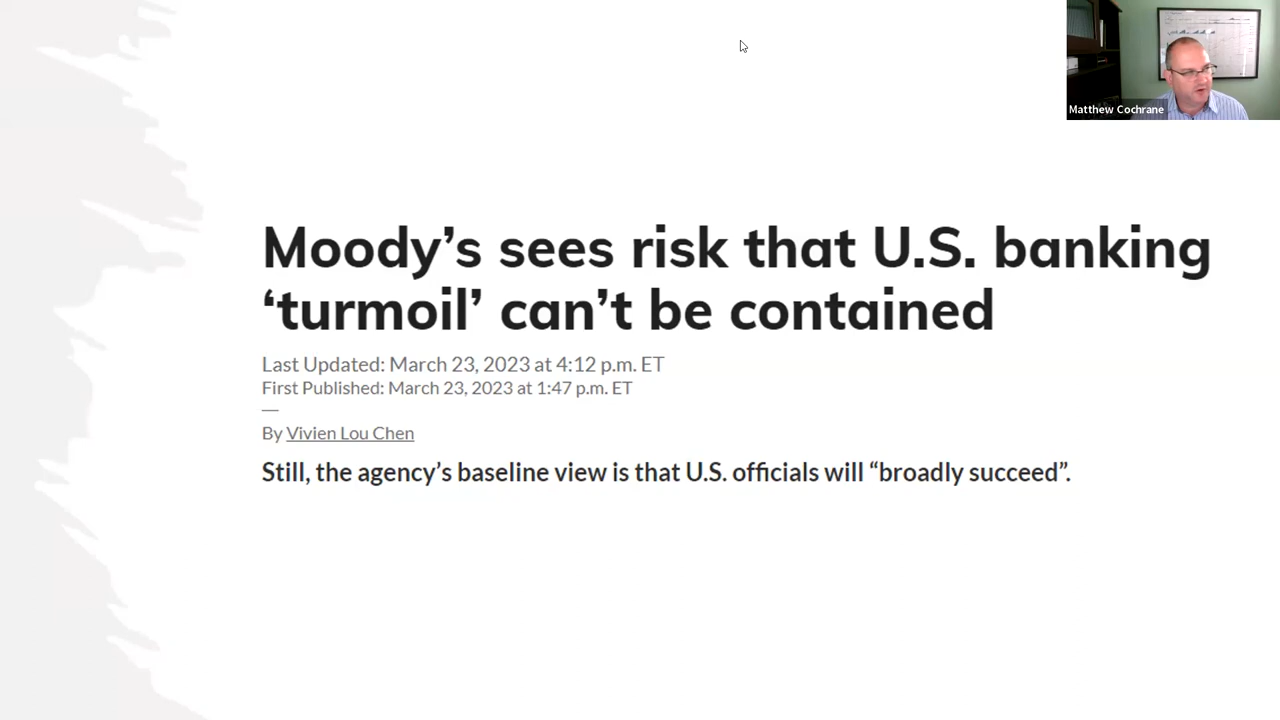 Matthew Cochrane
Moody’s sees risk that U.S. banking
‘turmoil’ can’t be contained
Last Updated: March 23, 2023 at 4:12 p.m. ET
First Published: March 23, 2023 at 1:47 p.m. ET
—
By Vivien Lou Chen
Still, the agency’s baseline view is that U.S. officials will “broadly succeed”.